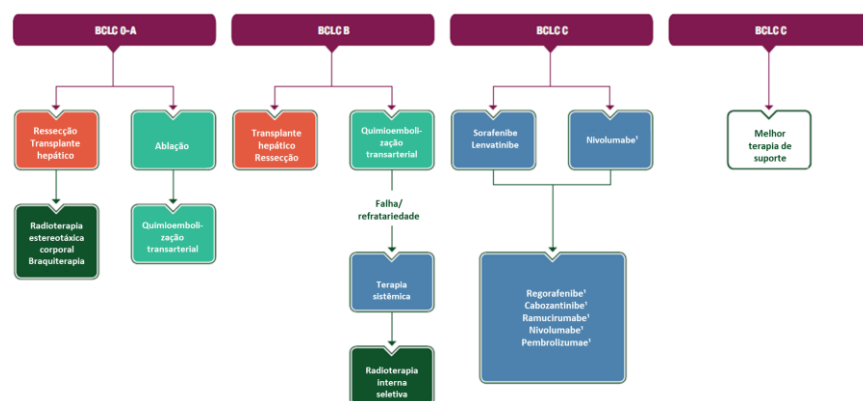 BCLC 0-A
BCLC B
BCLC C
BCLC C
Ressecção
Transplante
hepático
Ablação
Transplante
hepático
Ressecção
Quimioemboli-
zação
transarterial
Sorafenibe
Lenvatinibe
Nivolumabe¹
Melhor
terapia de
suporte
Radioterapia
estereotáxica
corporal
Braquiterapia
Quimioemboli-
zação
transarterial
Falha/
refratariedade
Terapia
sistêmica
Radioterapia
interna
seletiva
Regorafenibe¹
Cabozantinibe¹
Ramucirumabe¹
Nivolumabe¹
Pembrolizumae¹